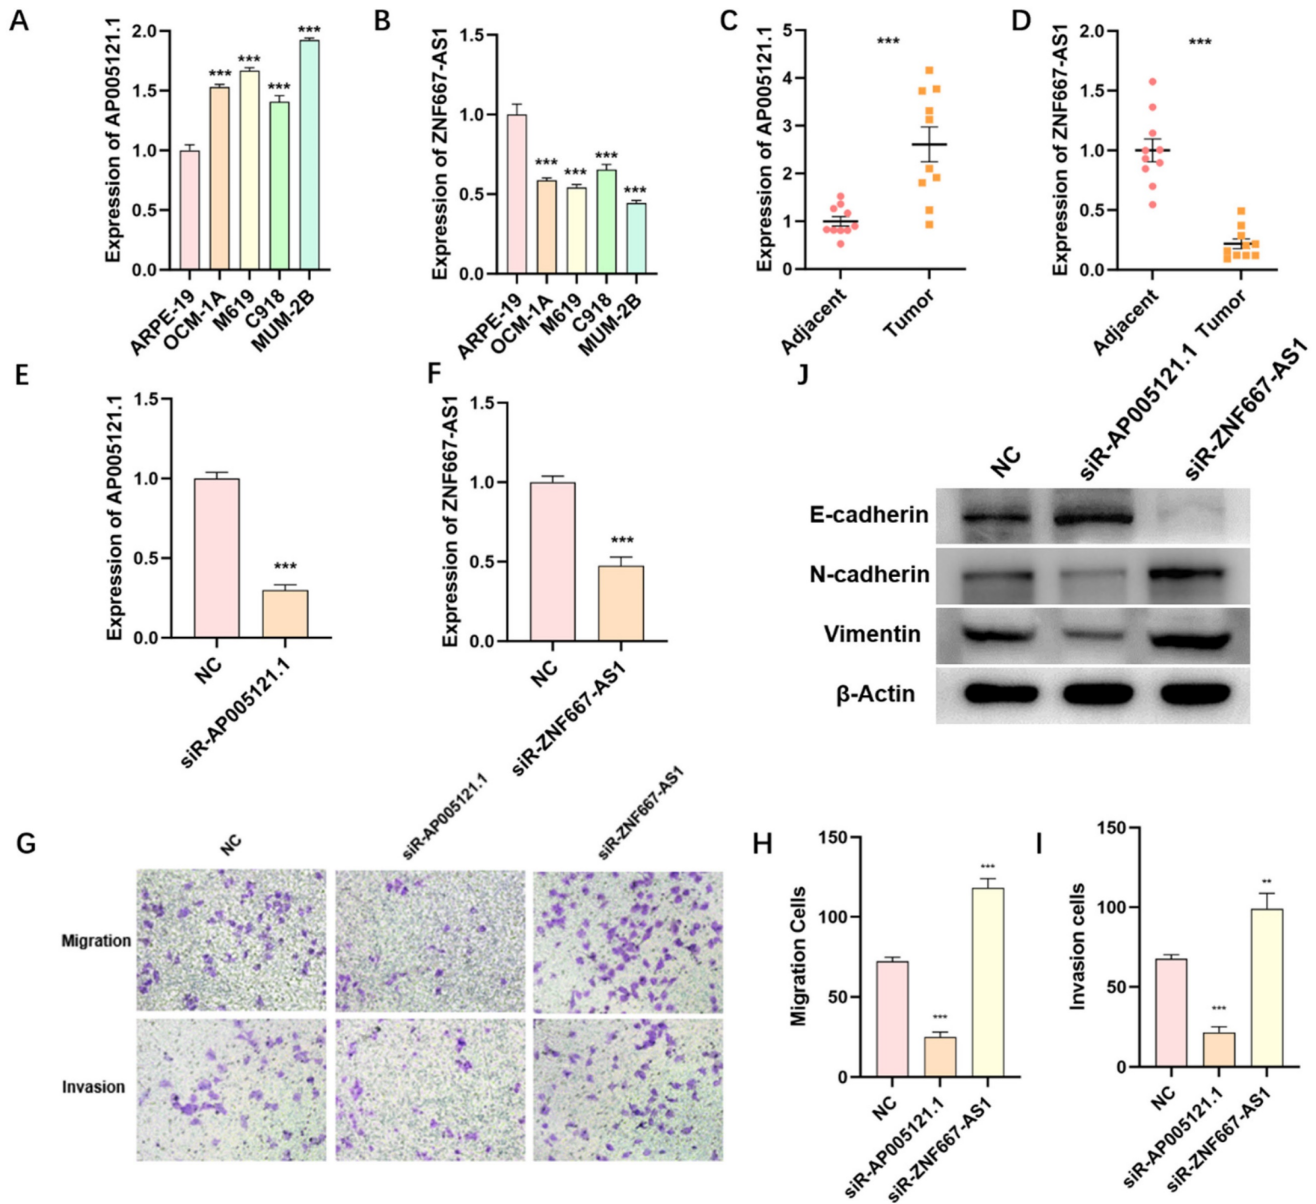 A
Expression of AP005121.1
2.0
1.5
1.0
0.5
0.0
***
***
***
***
ARPE-19
OCM-1A
M619
C918
MUM-2B
B
Expression of ZNF667-AS1
1.5
1.0
0.5
0.0
***
***
***
***
ARPE-19
OCM-1A
M619
C918
MUM-2B
C
Expression of AP005121.1
5
4
3
2
1
0
***
Adjacent
Tumor
D
Expression of ZNF667-AS1
2.0
1.5
1.0
0.5
0.0
***
Adjacent
Tumor
E
Expression of AP005121.1
1.5
1.0
0.5
0.0
***
NC
siR-AP005121.1
F
Expression of ZNF667-AS1
1.5
1.0
0.5
0.0
***
NC
siR-ZNF667-AS1
J
NC
siR-AP005121.1
siR-ZNF667-AS1
E-cadherin
N-cadherin
Vimentin
β-Actin
G
NC
siR-AP005121.1
siR-ZNF667-AS1
Migration
Invasion
H
Migration Cells
150
100
50
0
***
***
NC
siR-AP005121.1
siR-ZNF667-AS1
I
Invasion cells
150
100
50
0
***
**
NC
siR-AP005121.1
siR-ZNF667-AS1